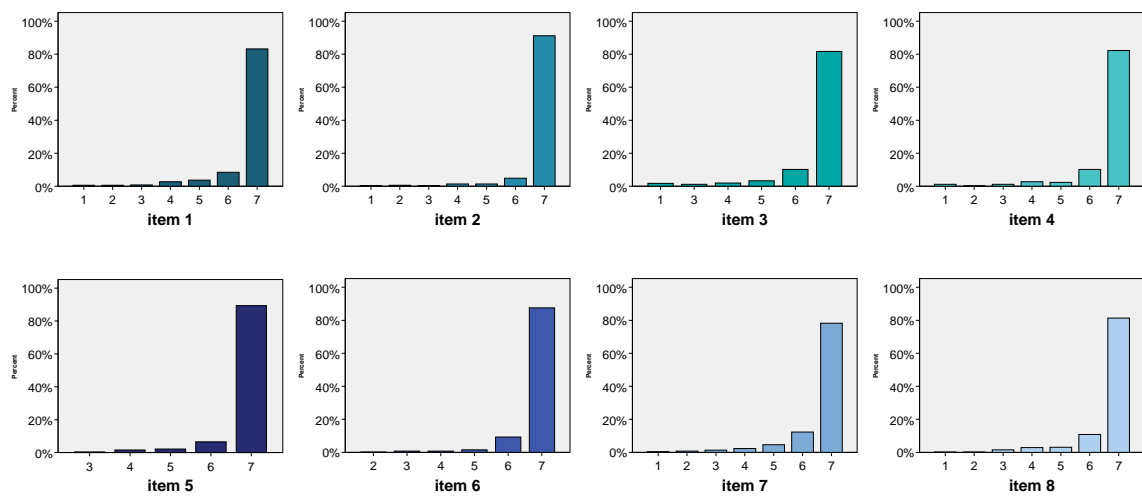 Percent
100%
80%
60%
40%
20%
0%
1 2 3 4 5 6 7
item 1
Percent
100%
80%
60%
40%
20%
0%
1 2 3 4 5 6 7
item 2
Percent
100%
80%
60%
40%
20%
0%
1 3 4 5 6 7
item 3
Percent
100%
80%
60%
40%
20%
0%
1 2 3 4 5 6 7
item 4
Percent
100%
80%
60%
40%
20%
0%
3 4 5 6 7
item 5
Percent
100%
80%
60%
40%
20%
0%
2 3 4 5 6 7
item 6
Percent
100%
80%
60%
40%
20%
0%
1 2 3 4 5 6 7
item 7
Percent
100%
80%
60%
40%
20%
0%
1 2 3 4 5 6 7
item 8